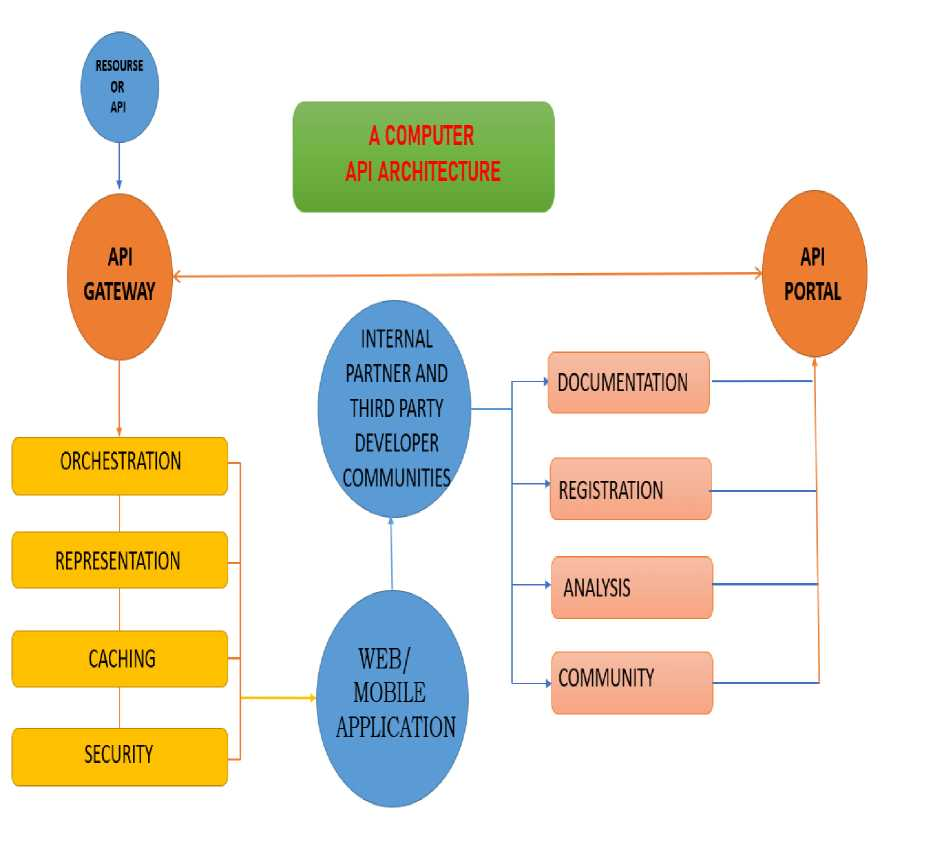 RESOURSE
OR
API
A COMPUTER
API ARCHITECTURE
API
GATEWAY
API
PORTAL
INTERNAL
PARTNER AND
THIRD PARTY
DEVELOPER
COMMUNITIES
DOCUMENTATION
REGISTRATION
ANALYSIS
COMMUNITY
ORCHESTRATION
REPRESENTATION
CACHING
SECURITY
WEB/
MOBILE
APPLICATION